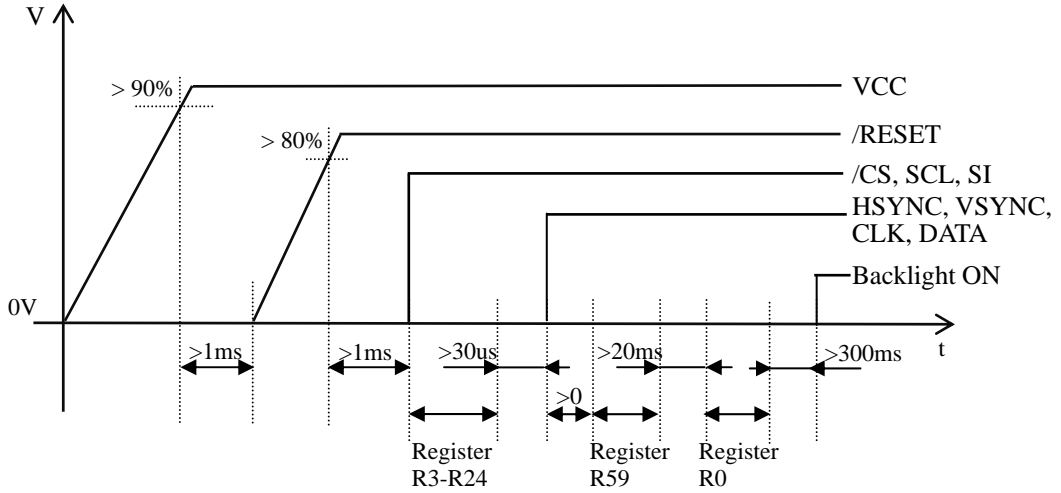 V
> 90%
VCC
> 80%
/RESET
/CS, SCL, SI
HSYNC, VSYNC,
CLK, DATA
Backlight ON
0V
t
>1ms
>1ms
>30us
>20ms
>300ms
>0
Register
R3-R24
Register
R59
Register
R0